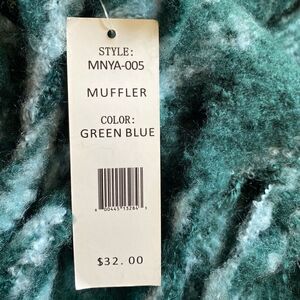 STYLE:
MNYA-005
MUFFLER
COLOR:
GREEN BLUE
$32.00